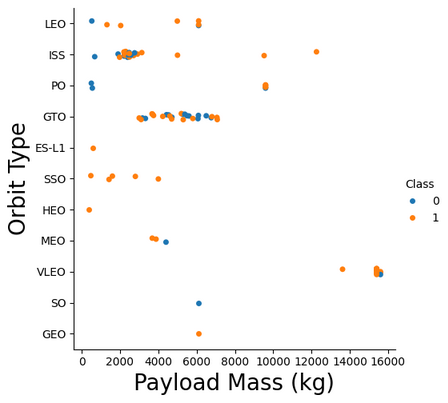 LEO
ISS
PO
GTO
ES-L1
SSO
HEO
MEO
VLEO
SO
GEO
Orbit Type
Class
0
1
0 2000 4000 6000 8000 10000 12000 14000 16000
Payload Mass (kg)